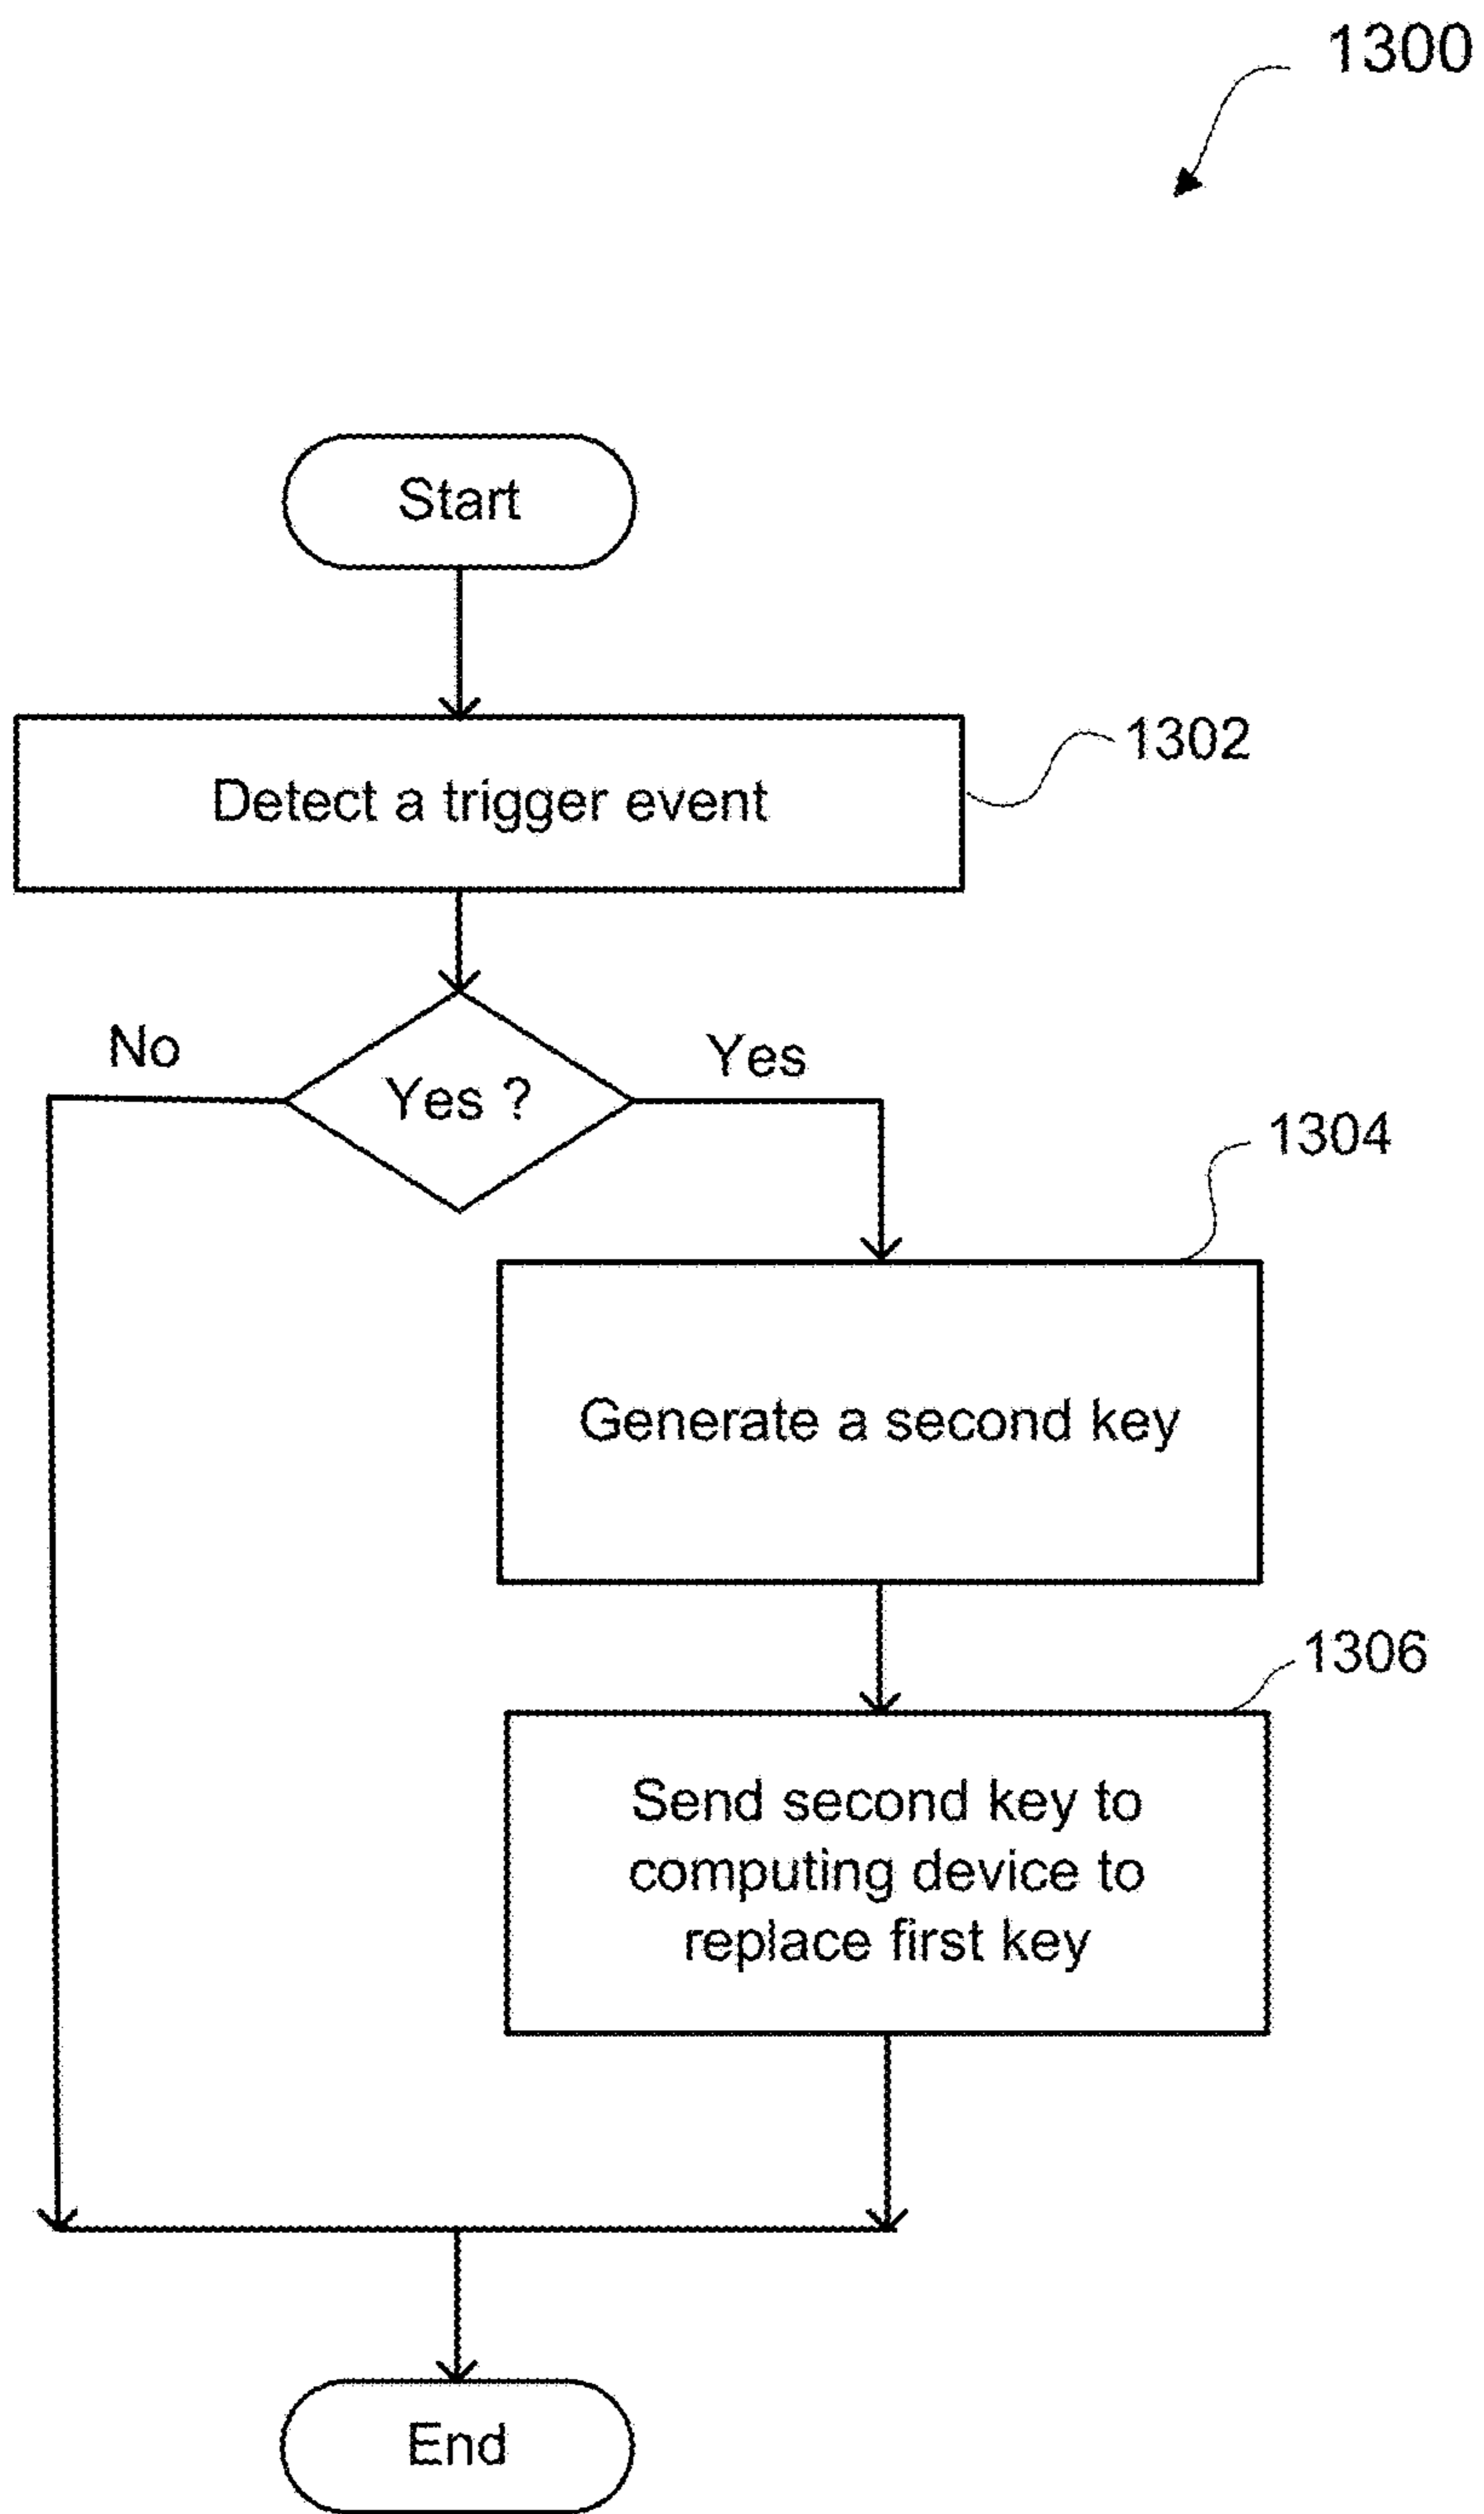 1300
Start
Detect a trigger event
1302
No
Yes
Yes ?
1304
Generate a second key
1306
Send second key to
computing device to
replace first key
End